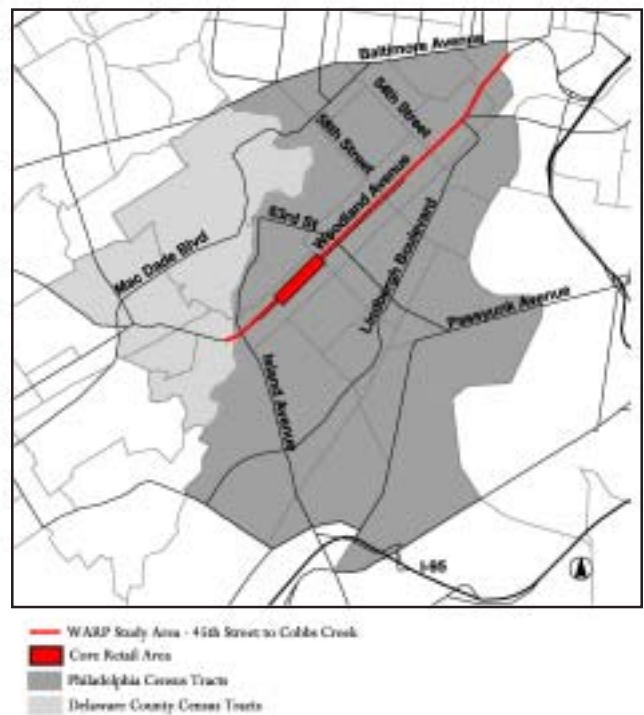 Baltimore Avenue
54th Street
58th Street
Woodland Avenue
63rd St
Mac Dade Blvd
Lindbergh Boulevard
Passyunk Avenue
Island Avenue
I-95
WARP Study Area - 45th Street to Cobbs Creek
Core Retail Area
Philadelphia Census Tracts
Delaware County Census Tracts